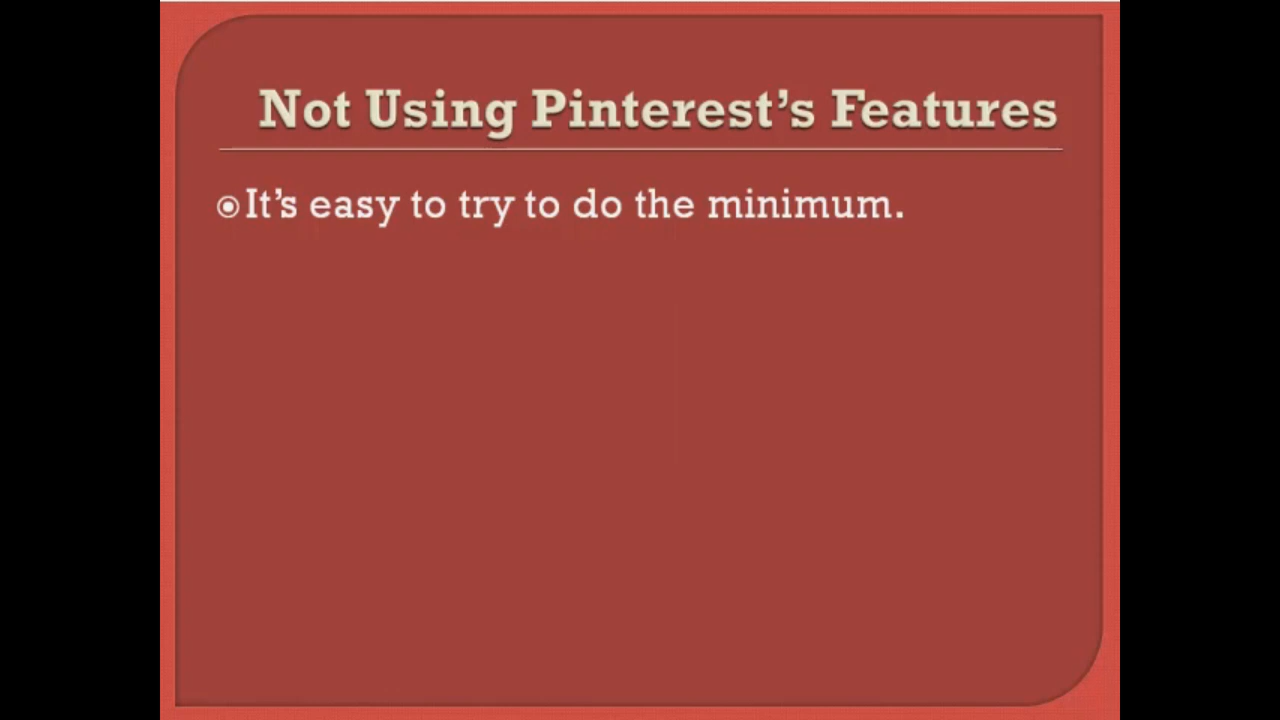 Not Using Pinterest’s Features
It’s easy to try to do the minimum.